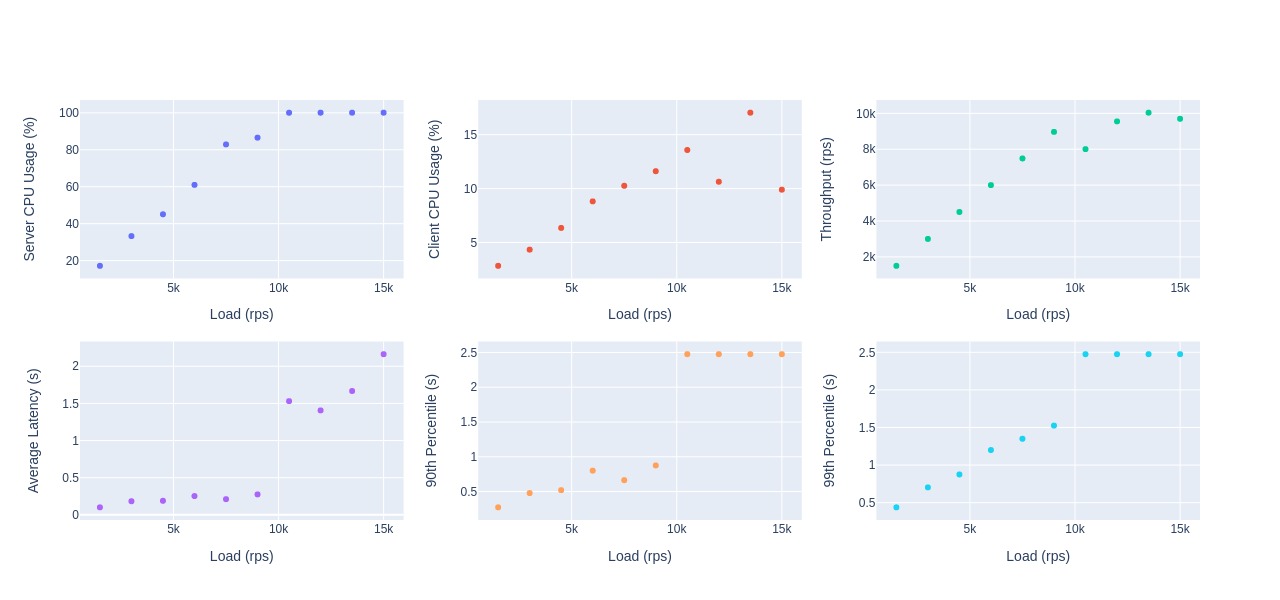 Server CPU Usage (%)
100
80
60
40
20
5k
10k
15k
Load (rps)
Client CPU Usage (%)
15
10
5
5k
10k
15k
Load (rps)
Throughput (rps)
10k
8k
6k
4k
2k
5k
10k
15k
Load (rps)
Average Latency (s)
2
1.5
1
0.5
0
5k
10k
15k
Load (rps)
90th Percentile (s)
2.5
2
1.5
1
0.5
5k
10k
15k
Load (rps)
99th Percentile (s)
2.5
2
1.5
1
0.5
5k
10k
15k
Load (rps)